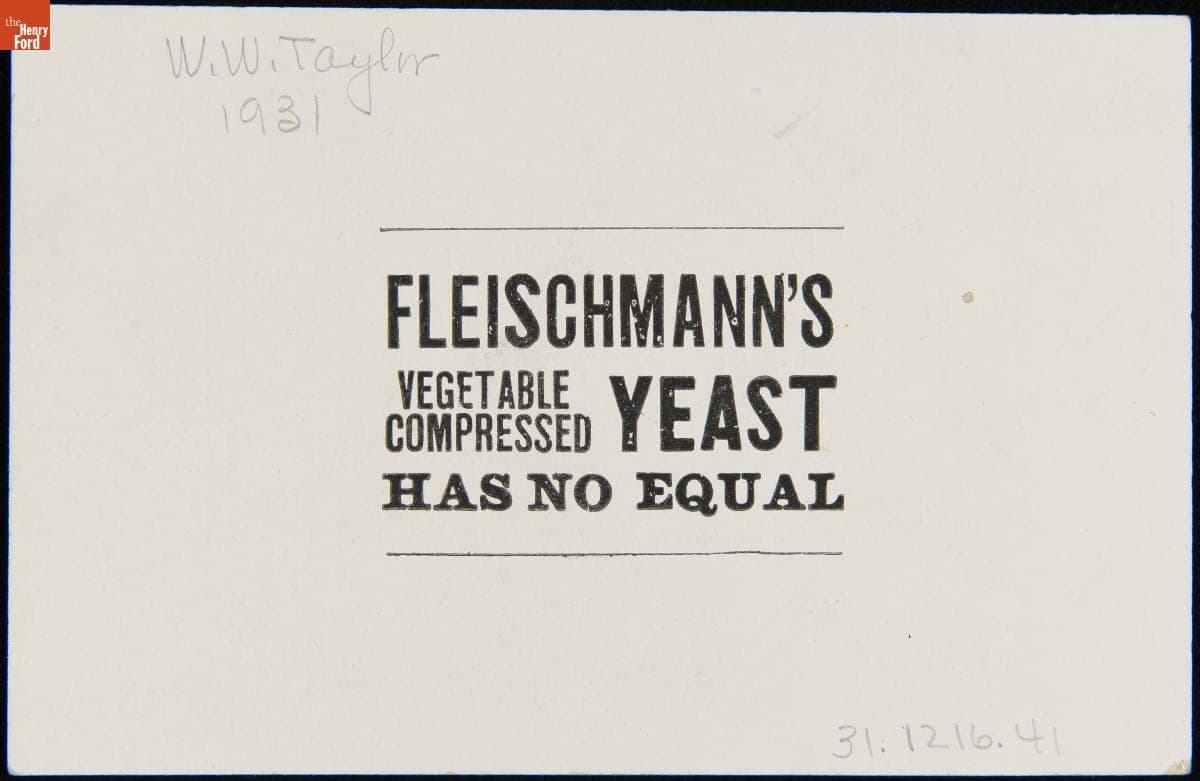 the
Henry
Ford
W. W. Taylor
1931
FLEISCHMANN'S
VEGETABLE
COMPRESSED YEAST
HAS NO EQUAL
31.1216.41